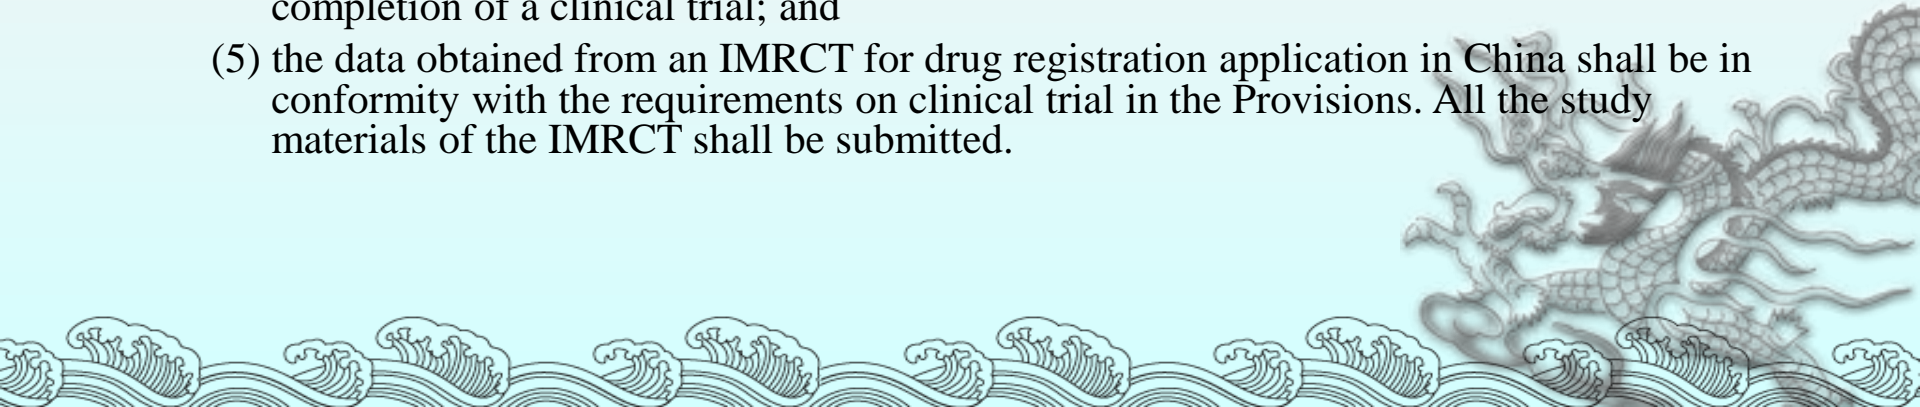 completion of a clinical trial; and
(5) the data obtained from an IMRCT for drug registration application in China shall be in
conformity with the requirements on clinical trial in the Provisions. All the study
materials of the IMRCT shall be submitted.